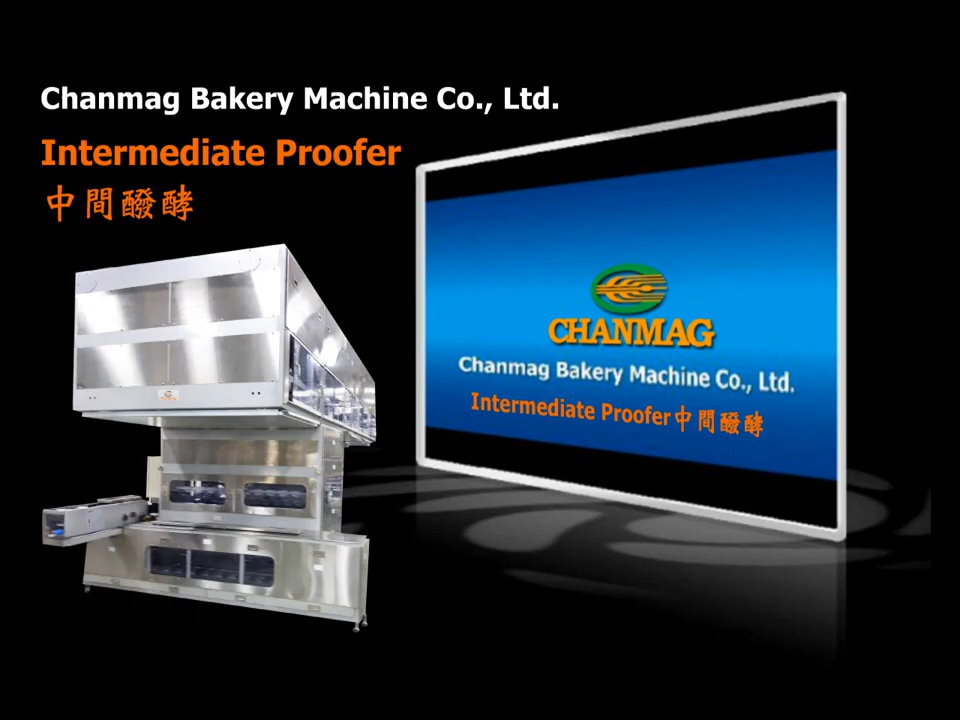 Chanmag Bakery Machine Co., Ltd.
Intermediate Proofer
中間醱酵
CHANMAG
Chanmag Bakery Machine Co., Ltd.
Intermediate Proofer中間醱酵